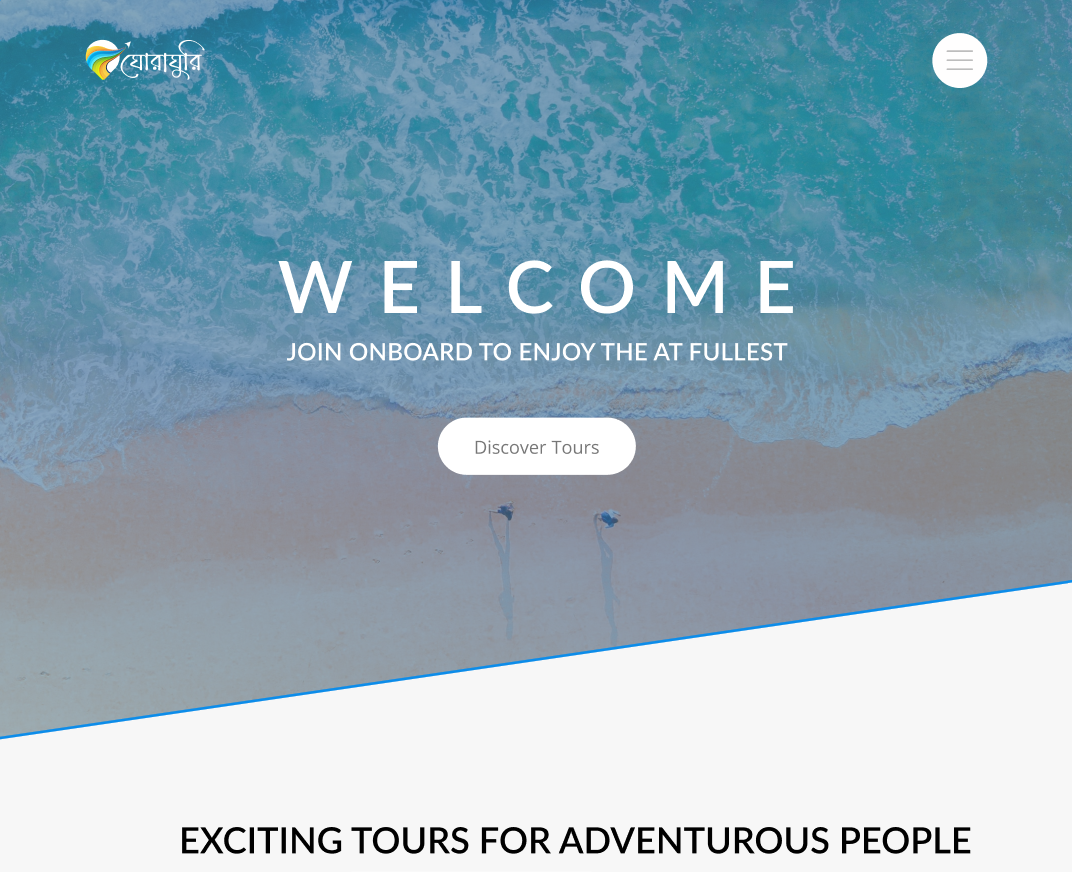 ঘোরাঘুরি
WELCOME
JOIN ONBOARD TO ENJOY THE AT FULLEST
Discover Tours
EXCITING TOURS FOR ADVENTUROUS PEOPLE